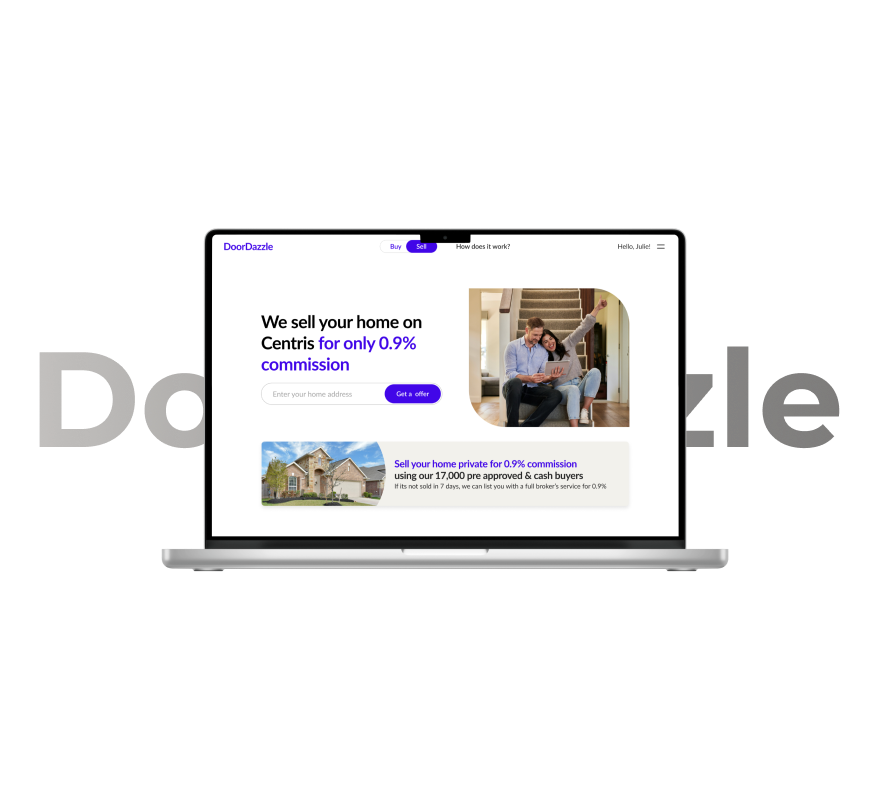 DoorDazzle
Buy
Sell
How does it work?
Hello, Julie!
We sell your home on
Centris for only 0.9%
commission
Enter your home address
Get a offer
Sell your home private for 0.9% commission
using our 17,000 pre approved & cash buyers
If its not sold in 7 days, we can list you with a full broker's service for 0.9%
Do
zle